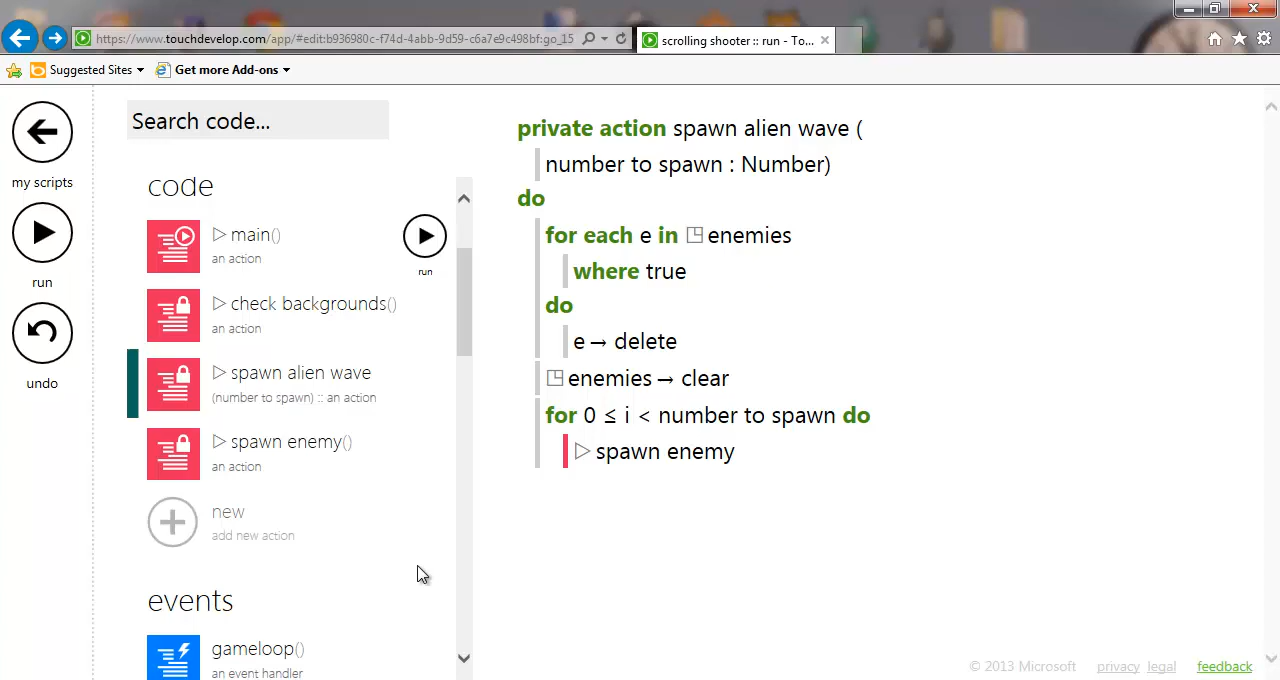 https://www.touchdevelop.com/app/#edit:b936980c-f74d-4abb-9d59-c6a7e9c498bf:go_15
scrolling shooter :: run - To...
Suggested Sites
Get more Add-ons
my scripts
run
undo
Search code...
code
main()
an action
run
check backgrounds()
an action
spawn alien wave
(number to spawn) :: an action
spawn enemy()
an action
new
add new action
events
gameloop()
an event handler
private action spawn alien wave (
number to spawn : Number)
do
for each e in enemies
where true
do
e → delete
enemies → clear
for 0 ≤ i < number to spawn do
spawn enemy
© 2013 Microsoft privacy legal feedback